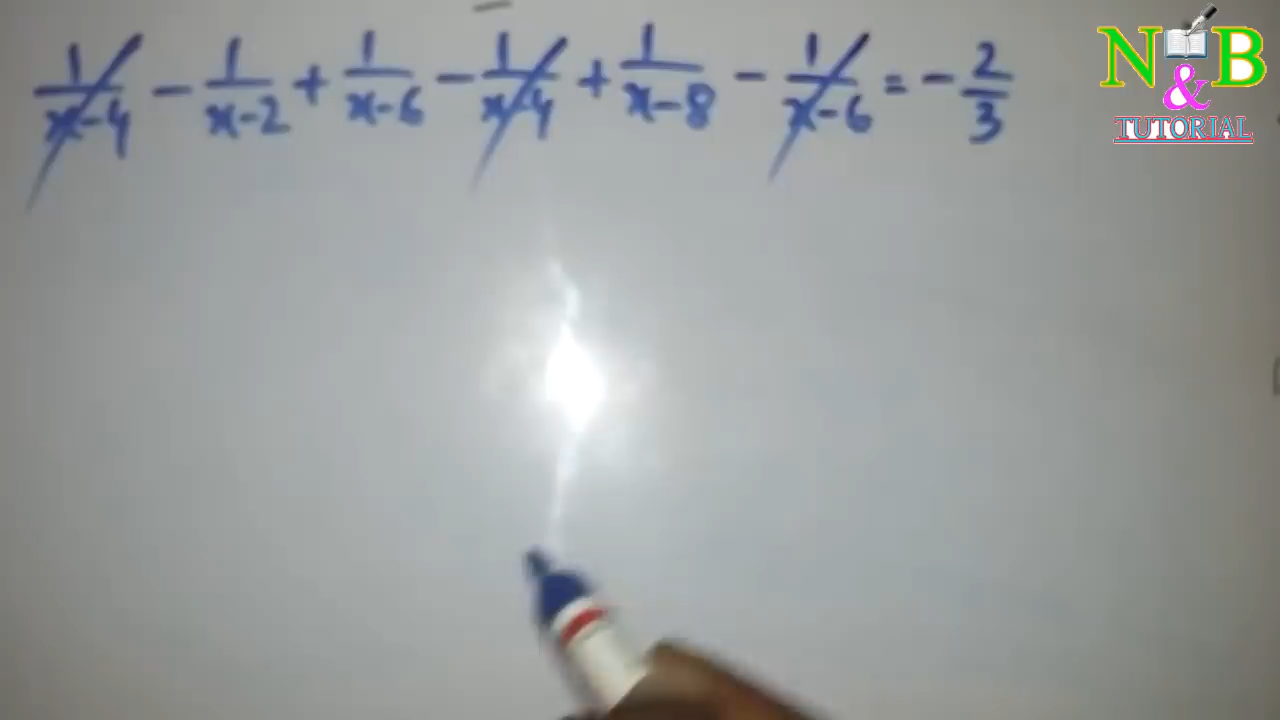 1/x-4 - 1/x-2 + 1/x-6 - 1/x-4 + 1/x-8 - 1/x-6 = - 2/3
N&B
TUTORIAL